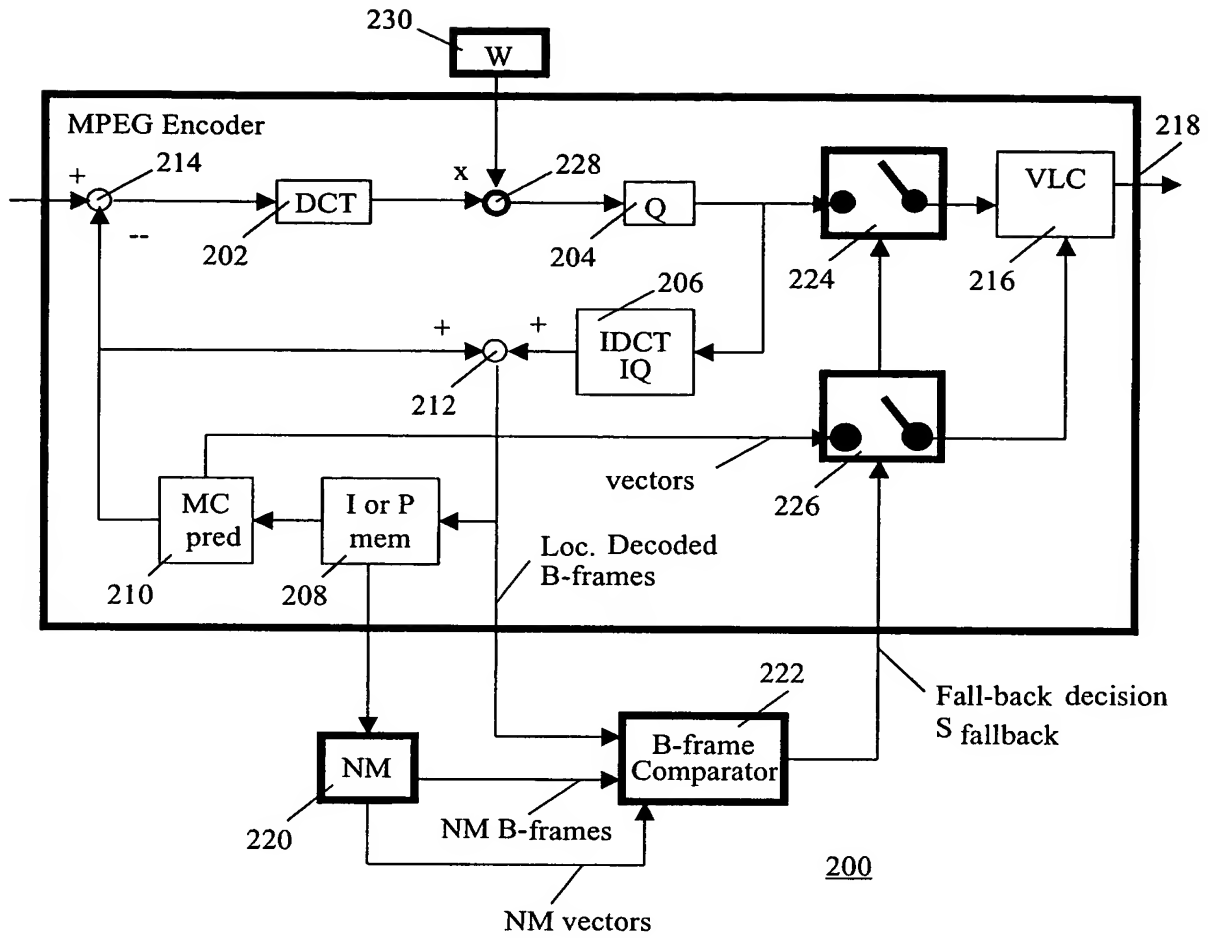 230
W
MPEG Encoder
218
+
214
x
228
VLC
DCT
Q
--
202
204
224
216
206
+
+
IDCT
IQ
212
vectors
226
MC
pred
I or P
mem
210
208
Loc. Decoded
B-frames
222
Fall-back decision
S fallback
B-frame
Comparator
NM
220
NM B-frames
200
NM vectors